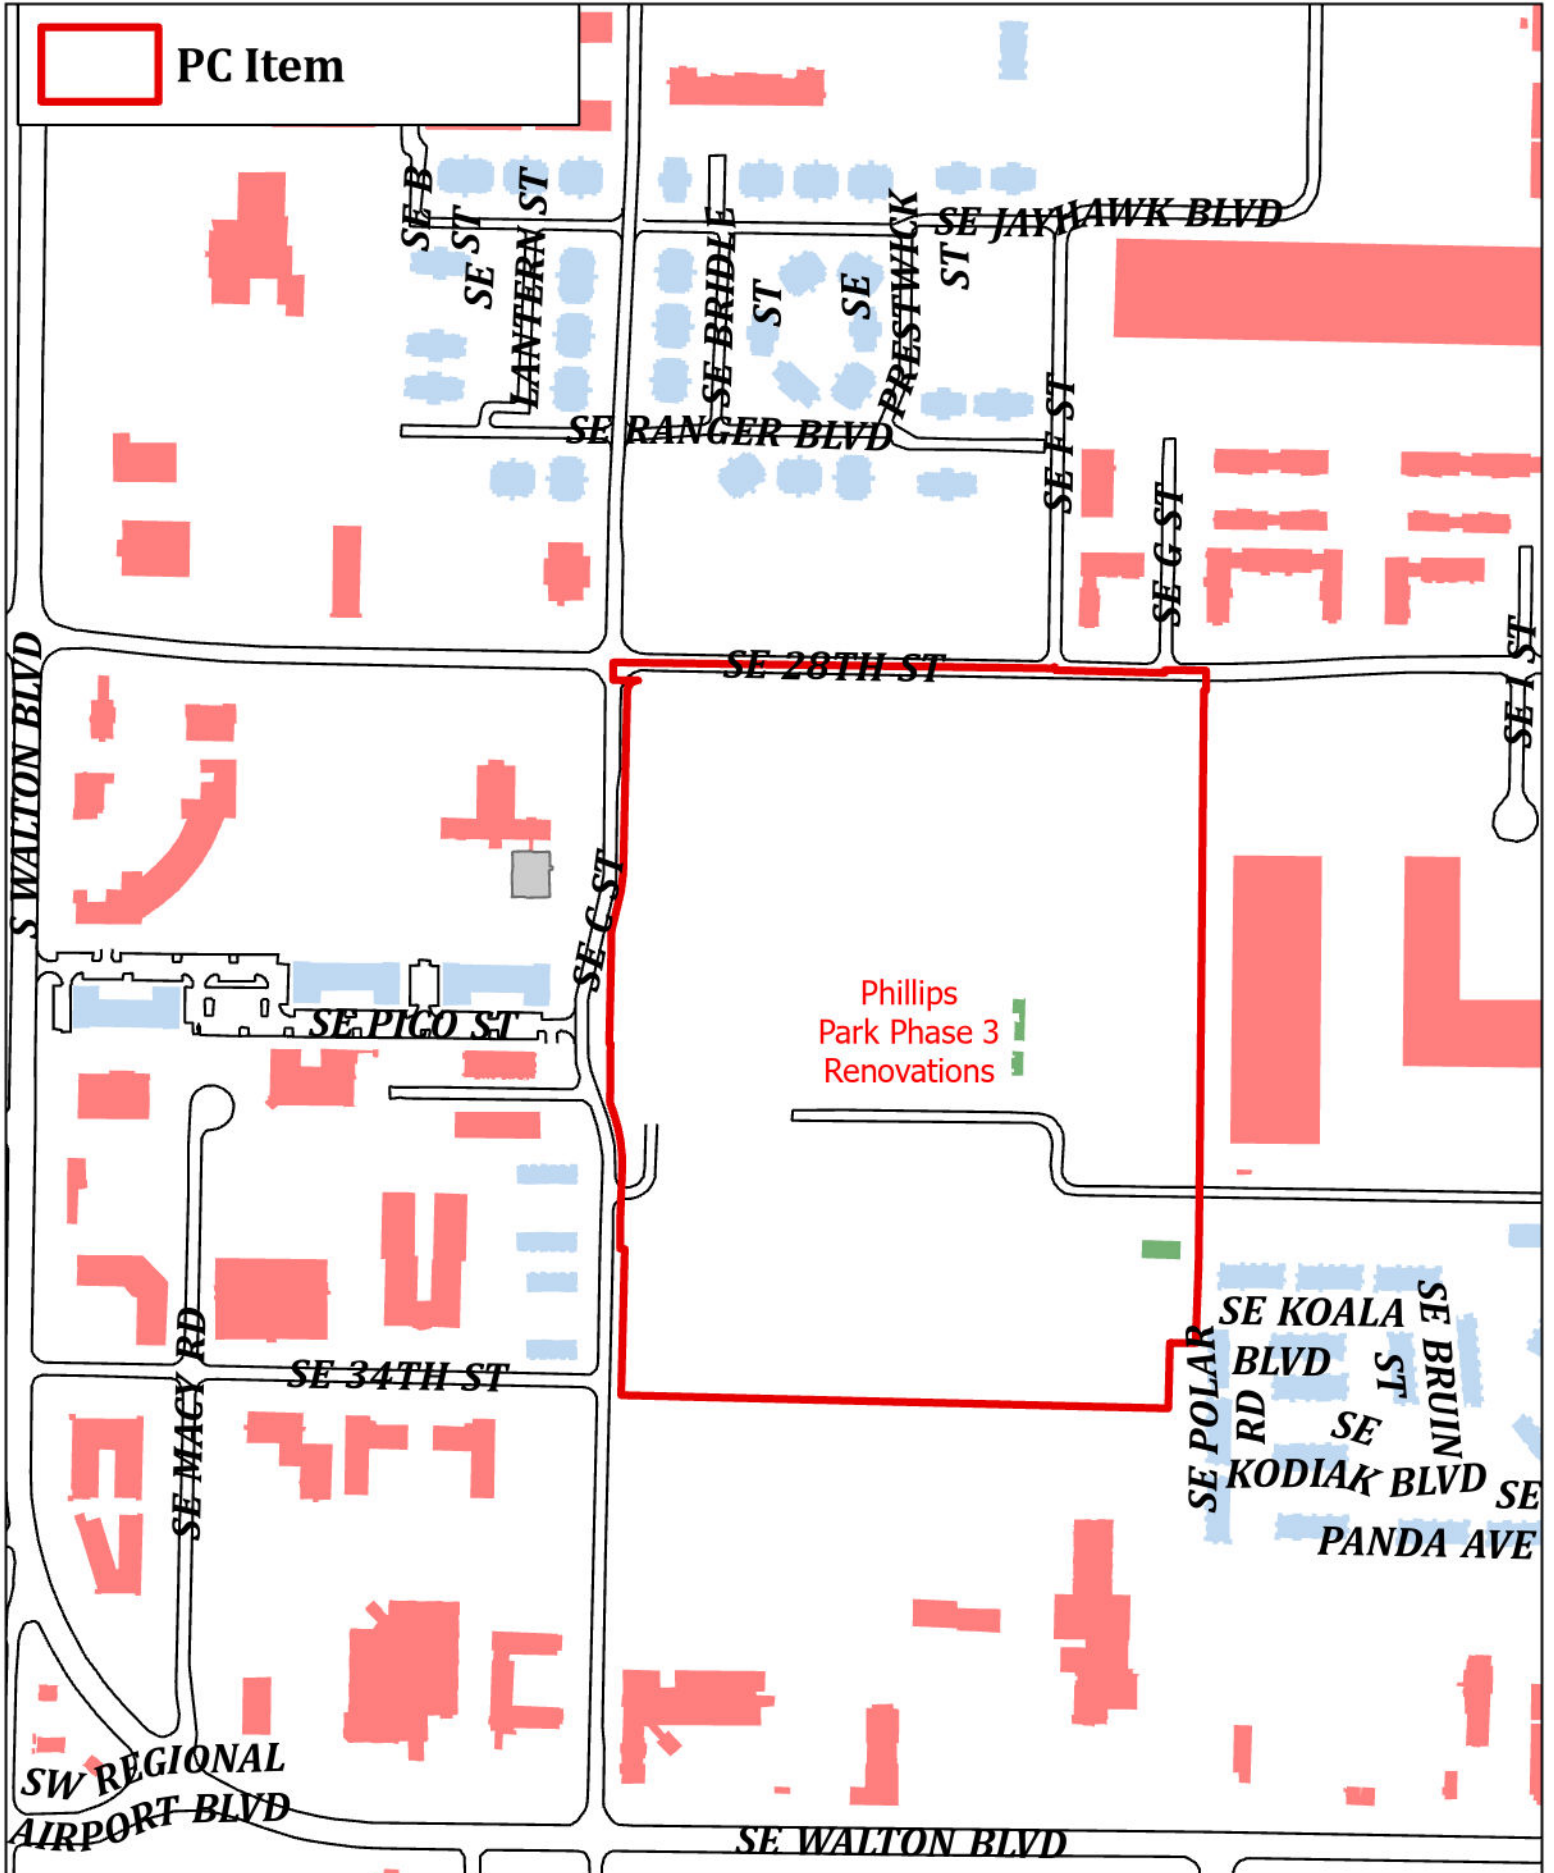 PC Item
SE B
ST
SE
LANTERN ST
SE BRIDLE
ST
SE
PRESTWICK
ST
SE JAYHAWK BLVD
SE RANGER BLVD
SE F ST
SE G ST
SE I ST
S WALTON BLVD
SE 28TH ST
SE C ST
Phillips
Park Phase 3
Renovations
SE PICO ST
SE MACY RD
SE 34TH ST
SE KOALA
BLVD
SE BRUIN
ST
SE POLAR
RD
SE
KODIAK BLVD
SE
PANDA AVE
SW REGIONAL
AIRPORT BLVD
SE WALTON BLVD